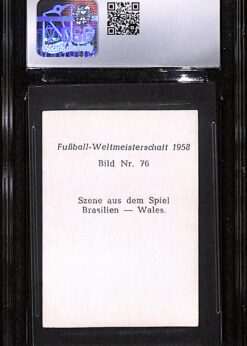 Fußball-Weltmeisterschaft 1958
Bild Nr. 76
Szene aus dem Spiel
Brasilien — Wales.